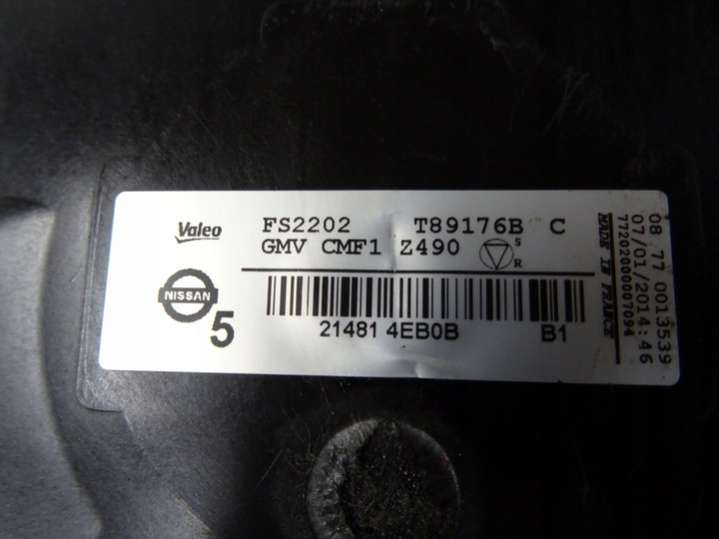 Valeo FS2202 T89176B C
GMV CMF1 Z490 S R
NISSAN 5
21481 4EB0B B1
MADE IN FRANCE
08 77 0013539
07/01/2014:46
77202000007094